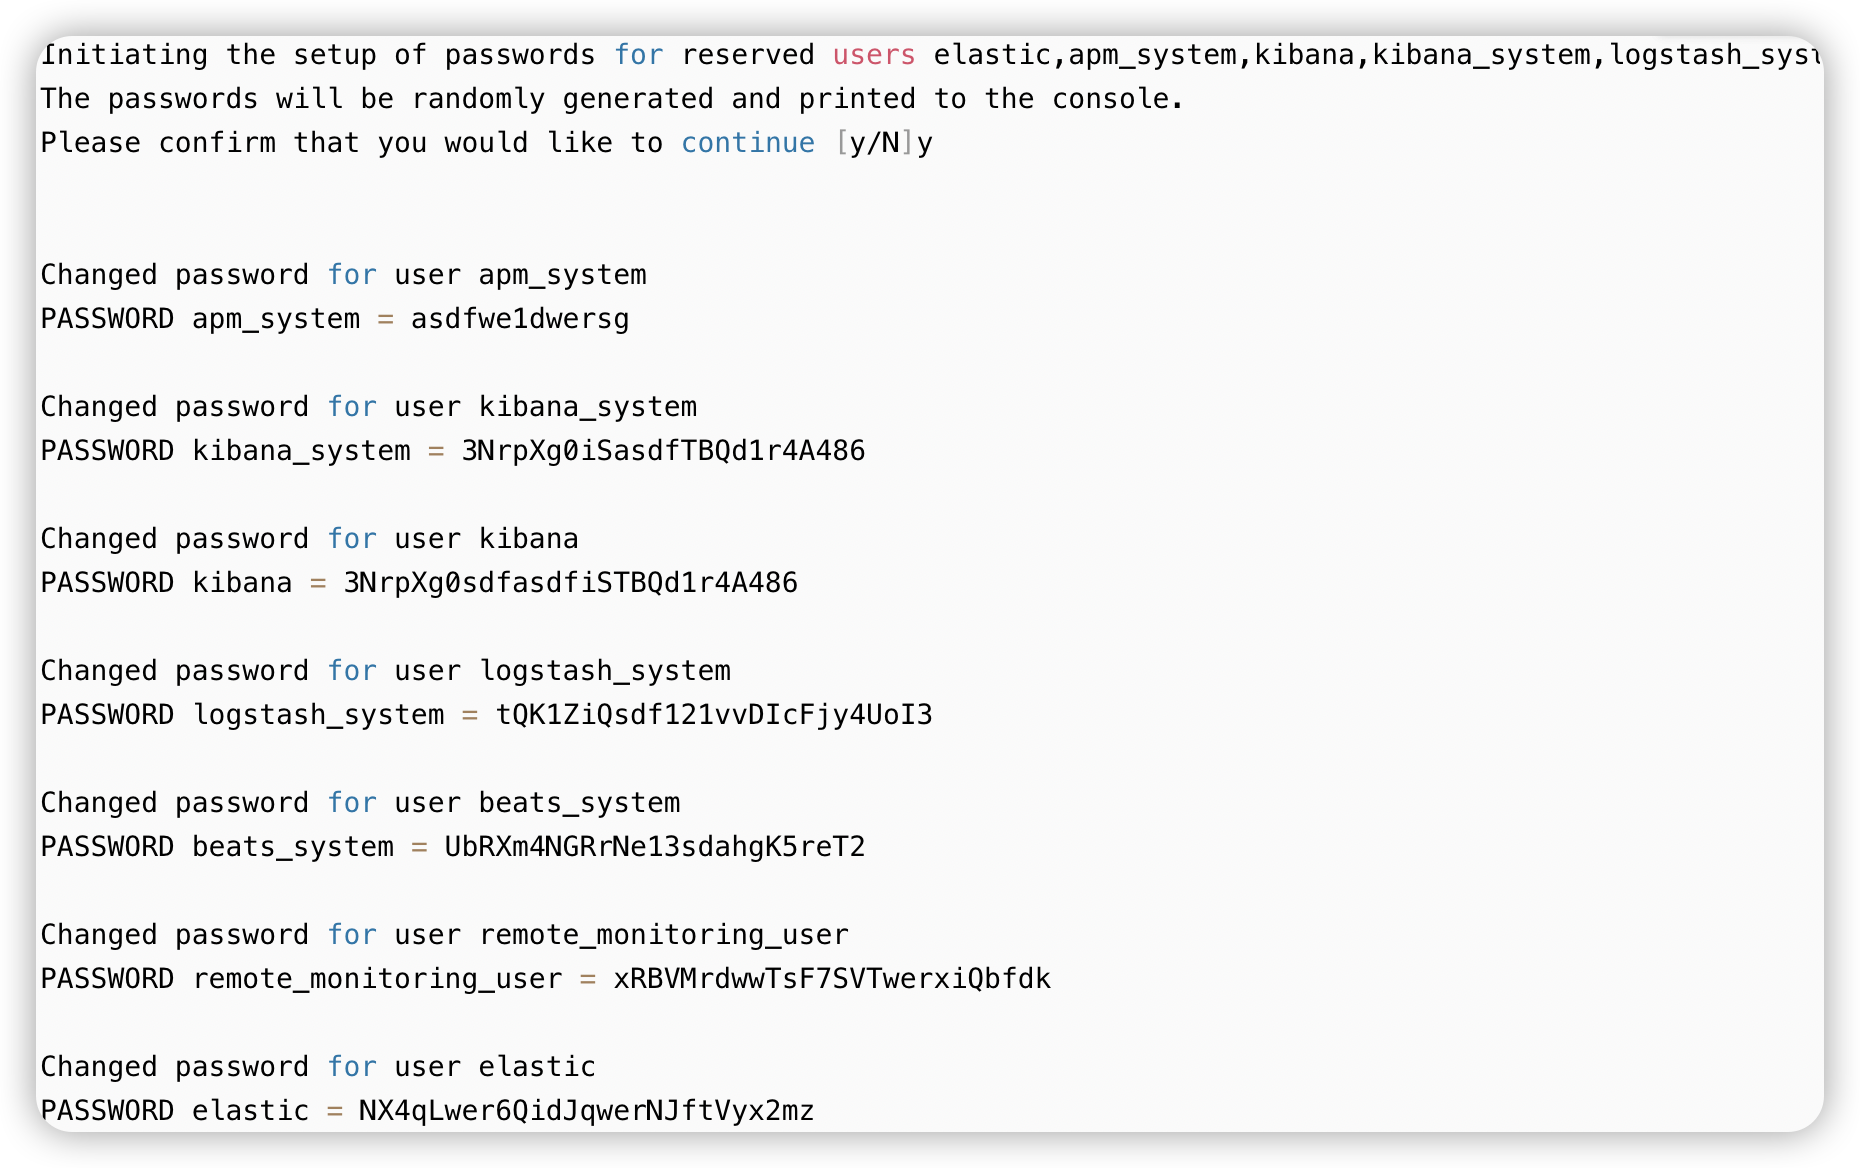 Initiating the setup of passwords for reserved users elastic,apm_system,kibana,kibana_system,logstash_syst
The passwords will be randomly generated and printed to the console.
Please confirm that you would like to continue [y/N]y
Changed password for user apm_system
PASSWORD apm_system = asdfwe1dwersg
Changed password for user kibana_system
PASSWORD kibana_system = 3NrpXg0iSasdfTBQd1r4A486
Changed password for user kibana
PASSWORD kibana = 3NrpXg0sdfasdfiSTBQd1r4A486
Changed password for user logstash_system
PASSWORD logstash_system = tQK1ZiQsdf121vvDIcFjy4UoI3
Changed password for user beats_system
PASSWORD beats_system = UbRXm4NGRrNe13sdahgK5reT2
Changed password for user remote_monitoring_user
PASSWORD remote_monitoring_user = xRBVMrdwwTsF7SVTwerxiQbfdk
Changed password for user elastic
PASSWORD elastic = NX4qLwer6QidJqwerNJftVyx2mz